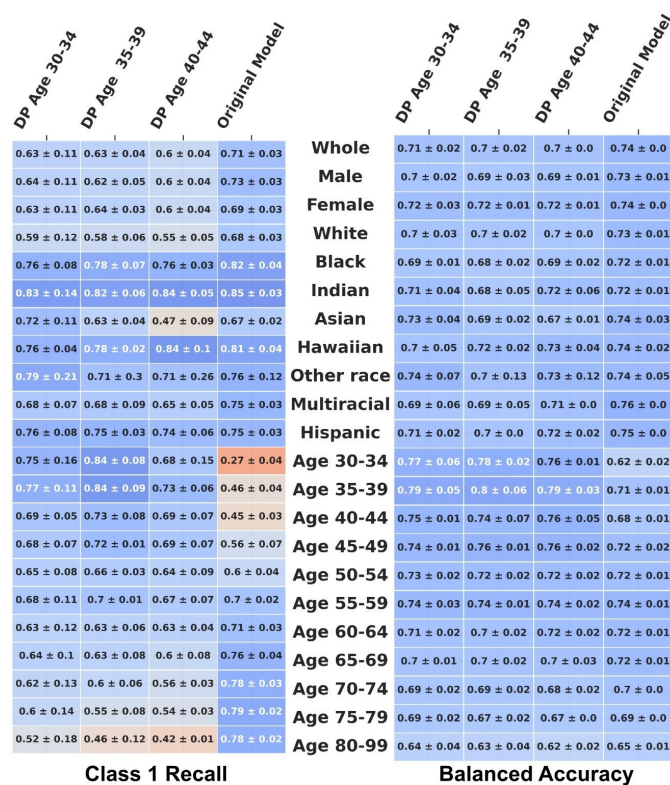 DP Age 30-34 DP Age 35-39 DP Age 40-44 Original Model DP Age 30-34 DP Age 35-39 DP Age 40-44 Original Model
0.63 ± 0.11 0.63 ± 0.04 0.6 ± 0.04 0.71 ± 0.03 Whole 0.71 ± 0.02 0.7 ± 0.02 0.7 ± 0.0 0.74 ± 0.0
0.64 ± 0.11 0.62 ± 0.05 0.6 ± 0.04 0.73 ± 0.03 Male 0.7 ± 0.02 0.69 ± 0.03 0.69 ± 0.01 0.73 ± 0.01
0.63 ± 0.11 0.64 ± 0.03 0.6 ± 0.04 0.69 ± 0.03 Female 0.72 ± 0.03 0.72 ± 0.01 0.72 ± 0.01 0.74 ± 0.0
0.59 ± 0.12 0.58 ± 0.06 0.55 ± 0.05 0.68 ± 0.03 White 0.7 ± 0.03 0.7 ± 0.02 0.7 ± 0.0 0.73 ± 0.01
0.76 ± 0.08 0.78 ± 0.07 0.76 ± 0.03 0.82 ± 0.04 Black 0.69 ± 0.01 0.68 ± 0.02 0.69 ± 0.02 0.72 ± 0.01
0.83 ± 0.14 0.82 ± 0.06 0.84 ± 0.05 0.85 ± 0.03 Indian 0.71 ± 0.04 0.68 ± 0.05 0.72 ± 0.06 0.72 ± 0.01
0.72 ± 0.11 0.63 ± 0.04 0.47 ± 0.09 0.67 ± 0.02 Asian 0.73 ± 0.04 0.69 ± 0.02 0.67 ± 0.01 0.74 ± 0.03
0.76 ± 0.04 0.78 ± 0.02 0.84 ± 0.1 0.81 ± 0.04 Hawaiian 0.7 ± 0.05 0.72 ± 0.02 0.73 ± 0.04 0.74 ± 0.02
0.79 ± 0.21 0.71 ± 0.3 0.71 ± 0.26 0.76 ± 0.12 Other race 0.74 ± 0.07 0.7 ± 0.13 0.73 ± 0.12 0.74 ± 0.05
0.68 ± 0.07 0.68 ± 0.09 0.65 ± 0.05 0.75 ± 0.03 Multiracial 0.69 ± 0.06 0.69 ± 0.05 0.71 ± 0.0 0.76 ± 0.0
0.76 ± 0.08 0.75 ± 0.03 0.74 ± 0.06 0.75 ± 0.03 Hispanic 0.71 ± 0.02 0.7 ± 0.0 0.72 ± 0.02 0.75 ± 0.0
0.75 ± 0.16 0.84 ± 0.08 0.68 ± 0.15 0.27 ± 0.04 Age 30-34 0.77 ± 0.06 0.78 ± 0.02 0.76 ± 0.01 0.62 ± 0.02
0.77 ± 0.11 0.84 ± 0.09 0.73 ± 0.06 0.46 ± 0.04 Age 35-39 0.79 ± 0.05 0.8 ± 0.06 0.79 ± 0.03 0.71 ± 0.01
0.69 ± 0.05 0.73 ± 0.08 0.69 ± 0.07 0.45 ± 0.03 Age 40-44 0.75 ± 0.01 0.74 ± 0.07 0.76 ± 0.05 0.68 ± 0.01
0.68 ± 0.07 0.72 ± 0.01 0.69 ± 0.07 0.56 ± 0.07 Age 45-49 0.74 ± 0.01 0.76 ± 0.01 0.76 ± 0.02 0.72 ± 0.02
0.65 ± 0.08 0.66 ± 0.03 0.64 ± 0.09 0.6 ± 0.04 Age 50-54 0.73 ± 0.02 0.72 ± 0.02 0.72 ± 0.02 0.72 ± 0.01
0.68 ± 0.11 0.7 ± 0.01 0.67 ± 0.07 0.7 ± 0.02 Age 55-59 0.74 ± 0.03 0.74 ± 0.01 0.74 ± 0.02 0.74 ± 0.01
0.63 ± 0.12 0.63 ± 0.06 0.63 ± 0.04 0.71 ± 0.03 Age 60-64 0.71 ± 0.02 0.7 ± 0.02 0.72 ± 0.02 0.72 ± 0.01
0.64 ± 0.1 0.63 ± 0.08 0.6 ± 0.08 0.76 ± 0.04 Age 65-69 0.7 ± 0.01 0.7 ± 0.02 0.7 ± 0.03 0.72 ± 0.01
0.62 ± 0.13 0.6 ± 0.06 0.56 ± 0.03 0.78 ± 0.03 Age 70-74 0.69 ± 0.02 0.69 ± 0.02 0.68 ± 0.02 0.7 ± 0.0
0.6 ± 0.14 0.55 ± 0.08 0.54 ± 0.03 0.79 ± 0.02 Age 75-79 0.69 ± 0.02 0.67 ± 0.02 0.67 ± 0.0 0.69 ± 0.0
0.52 ± 0.18 0.46 ± 0.12 0.42 ± 0.01 0.78 ± 0.02 Age 80-99 0.64 ± 0.04 0.63 ± 0.04 0.62 ± 0.02 0.65 ± 0.01
Class 1 Recall Balanced Accuracy